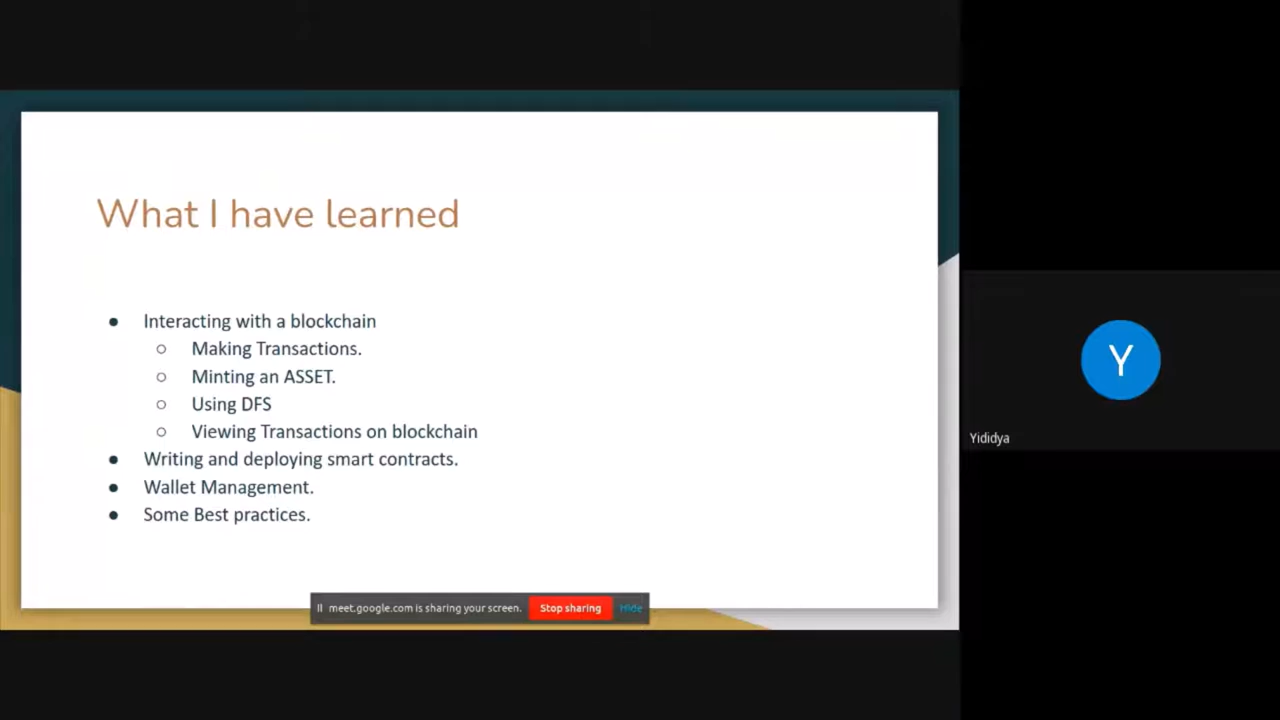 What I have learned
● Interacting with a blockchain
○ Making Transactions.
○ Minting an ASSET.
○ Using DFS
○ Viewing Transactions on blockchain
● Writing and deploying smart contracts.
● Wallet Management.
● Some Best practices.
meet.google.com is sharing your screen. Stop sharing Hide
Y
Yididya